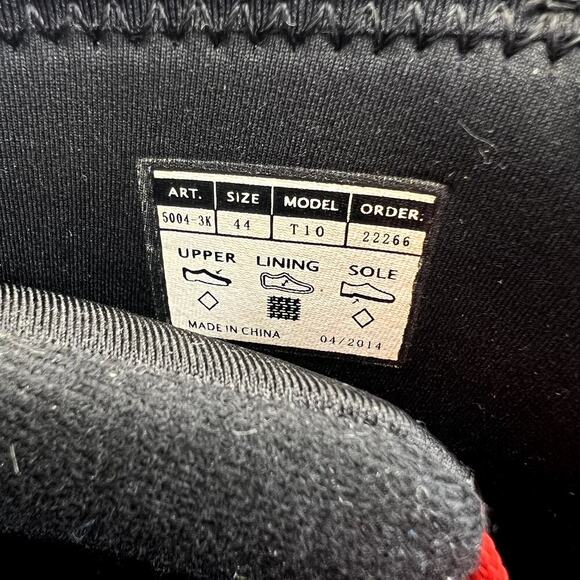 ART. SIZE MODEL ORDER.
5004-3K 44 T10 22266
UPPER LINING SOLE
MADE IN CHINA 04/2014